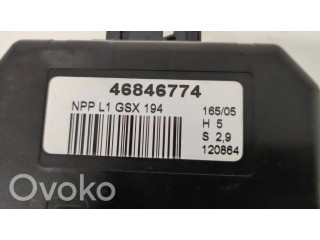 46846774
NPP L1 GSX 194
165/05
H 5
S 2,9
120864
Ovoko